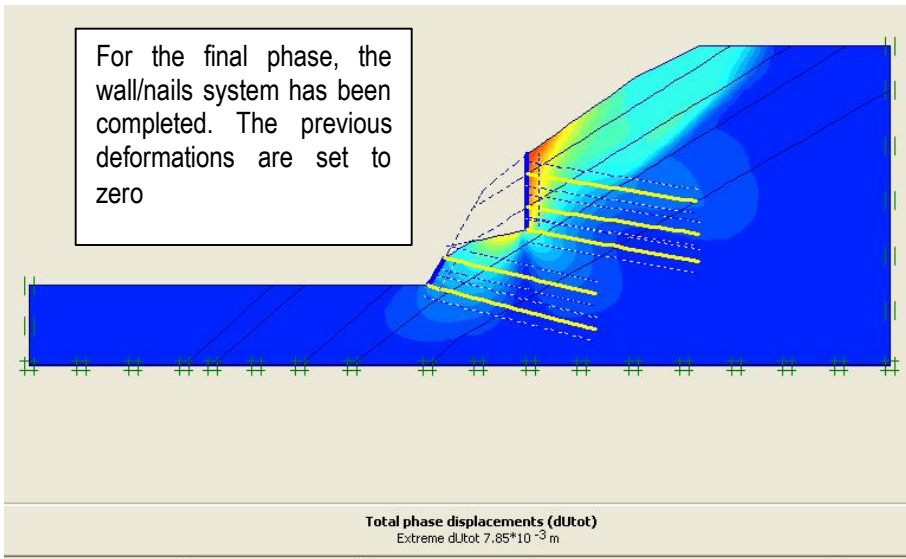 For the final phase, the
wall/nails system has been
completed. The previous
deformations are set to
zero
Total phase displacements (dUtot)
Extreme dUtot 7.85*10 -3 m